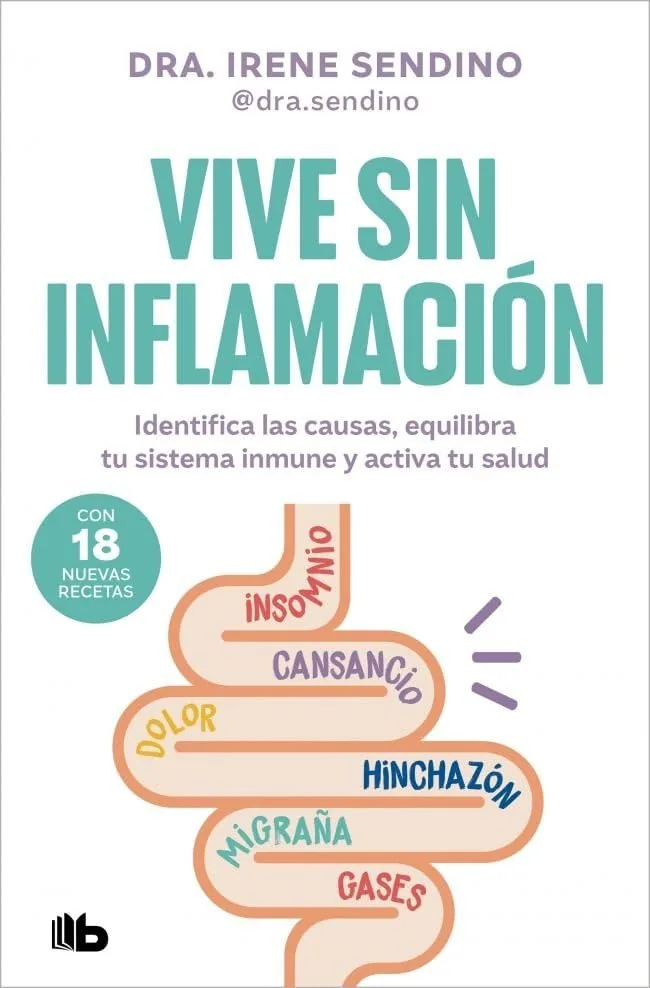 DRA. IRENE SENDINO
@dra.sendino
VIVE SIN
INFLAMACIÓN
Identifica las causas, equilibra
tu sistema inmune y activa tu salud
CON
18
NUEVAS
RECETAS
INSOMNIO
CANSANCIO
DOLOR
HINCHAZÓN
MIGRAÑA
GASES
b